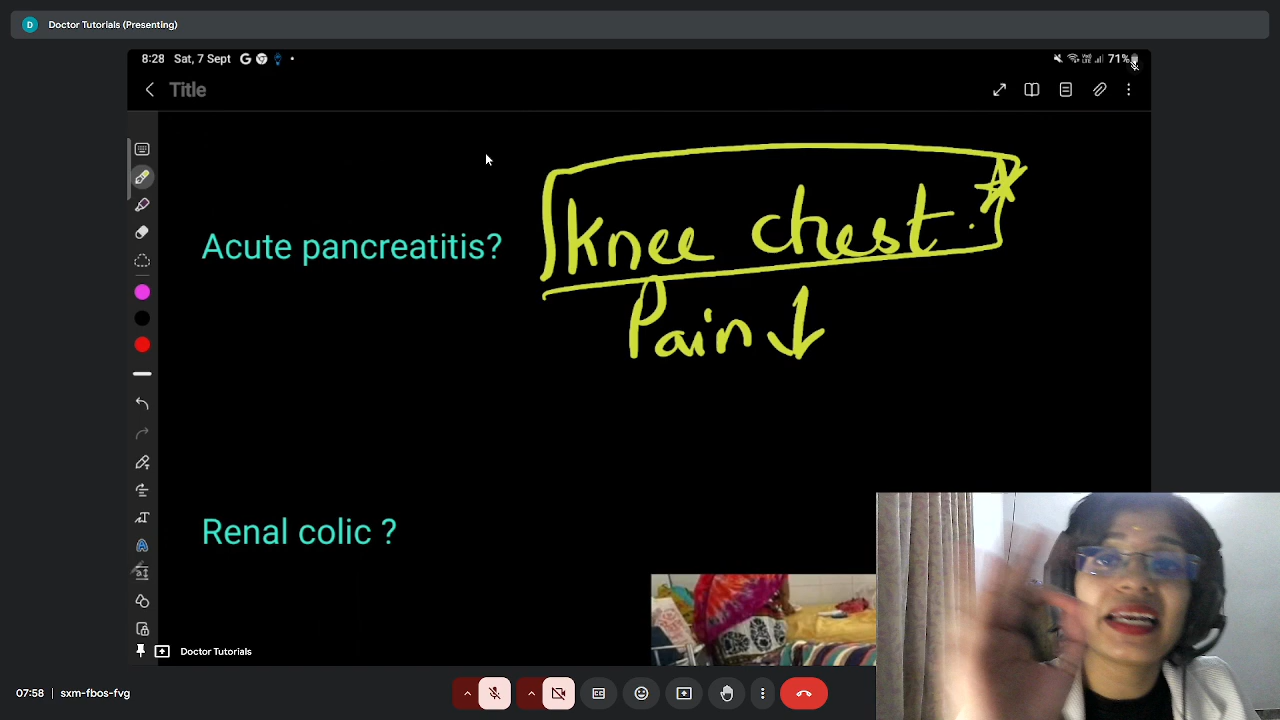 D Doctor Tutorials (Presenting)
8:28 Sat, 7 Sept G 71%
Title
knee chest.
Acute pancreatitis?
Pain ↓
Renal colic ?
Doctor Tutorials
07:58 | sxm-fbos-fvg